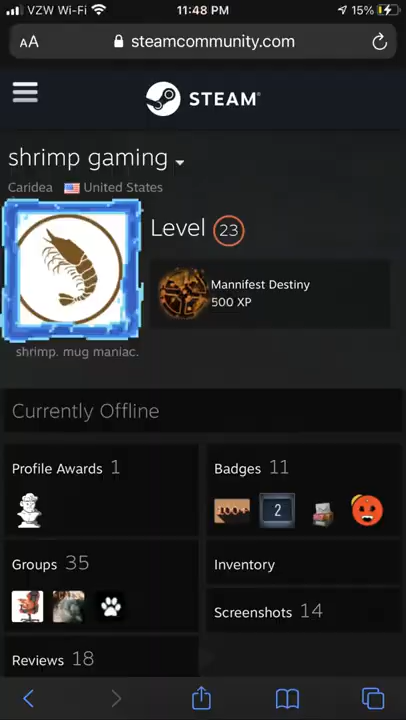 VZW Wi-Fi 11:48 PM 15%
AA steamcommunity.com
STEAM®
shrimp gaming
Caridea United States
Level 23
Mannifest Destiny
500 XP
shrimp. mug maniac.
Currently Offline
Profile Awards 1
Badges 11
2
Groups 35
Inventory
Screenshots 14
Reviews 18